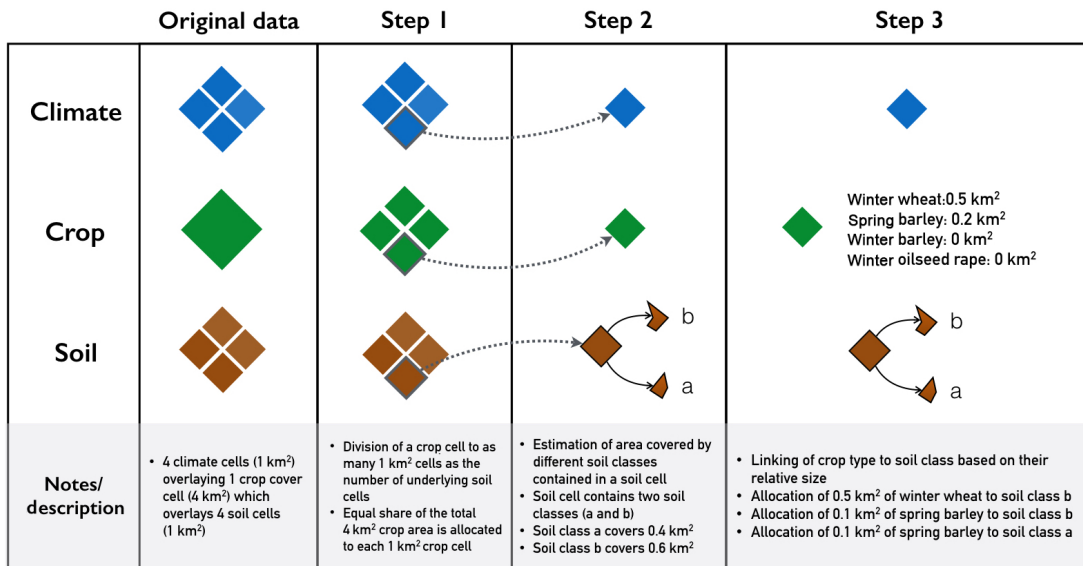 Original data
Step 1
Step 2
Step 3
Climate
Crop
Winter wheat:0.5 km²
Spring barley: 0.2 km²
Winter barley: 0 km²
Winter oilseed rape: 0 km²
Soil
b
a
b
a
Notes/
description
• 4 climate cells (1 km²)
overlaying 1 crop cover
cell (4 km²) which
overlays 4 soil cells
(1 km²)
• Division of a crop cell to as
many 1 km² cells as the
number of underlying soil
cells
• Equal share of the total
4 km² crop area is allocated
to each 1 km² crop cell
• Estimation of area covered by
different soil classes
contained in a soil cell
• Soil cell contains two soil
classes (a and b)
• Soil class a covers 0.4 km²
• Soil class b covers 0.6 km²
• Linking of crop type to soil class based on their
relative size
• Allocation of 0.5 km² of winter wheat to soil class b
• Allocation of 0.1 km² of spring barley to soil class b
• Allocation of 0.1 km² of spring barley to soil class a